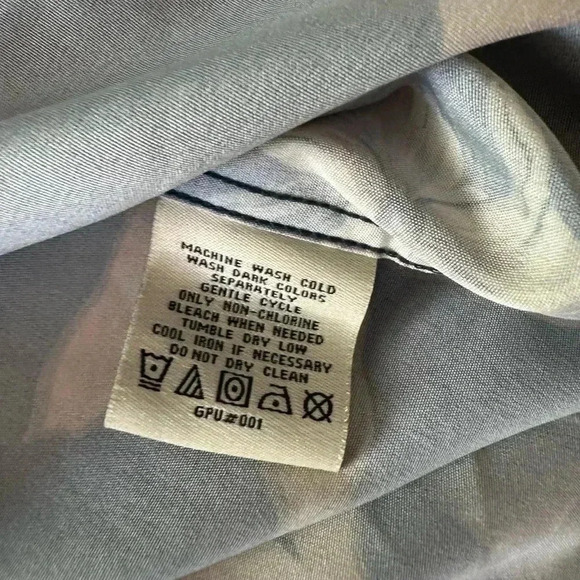 MACHINE WASH COLD
WASH DARK COLORS
SEPARATELY
GENTLE CYCLE
ONLY NON-CHLORINE
BLEACH WHEN NEEDED
TUMBLE DRY LOW
COOL IRON IF NECESSARY
DO NOT DRY CLEAN
GPU#001